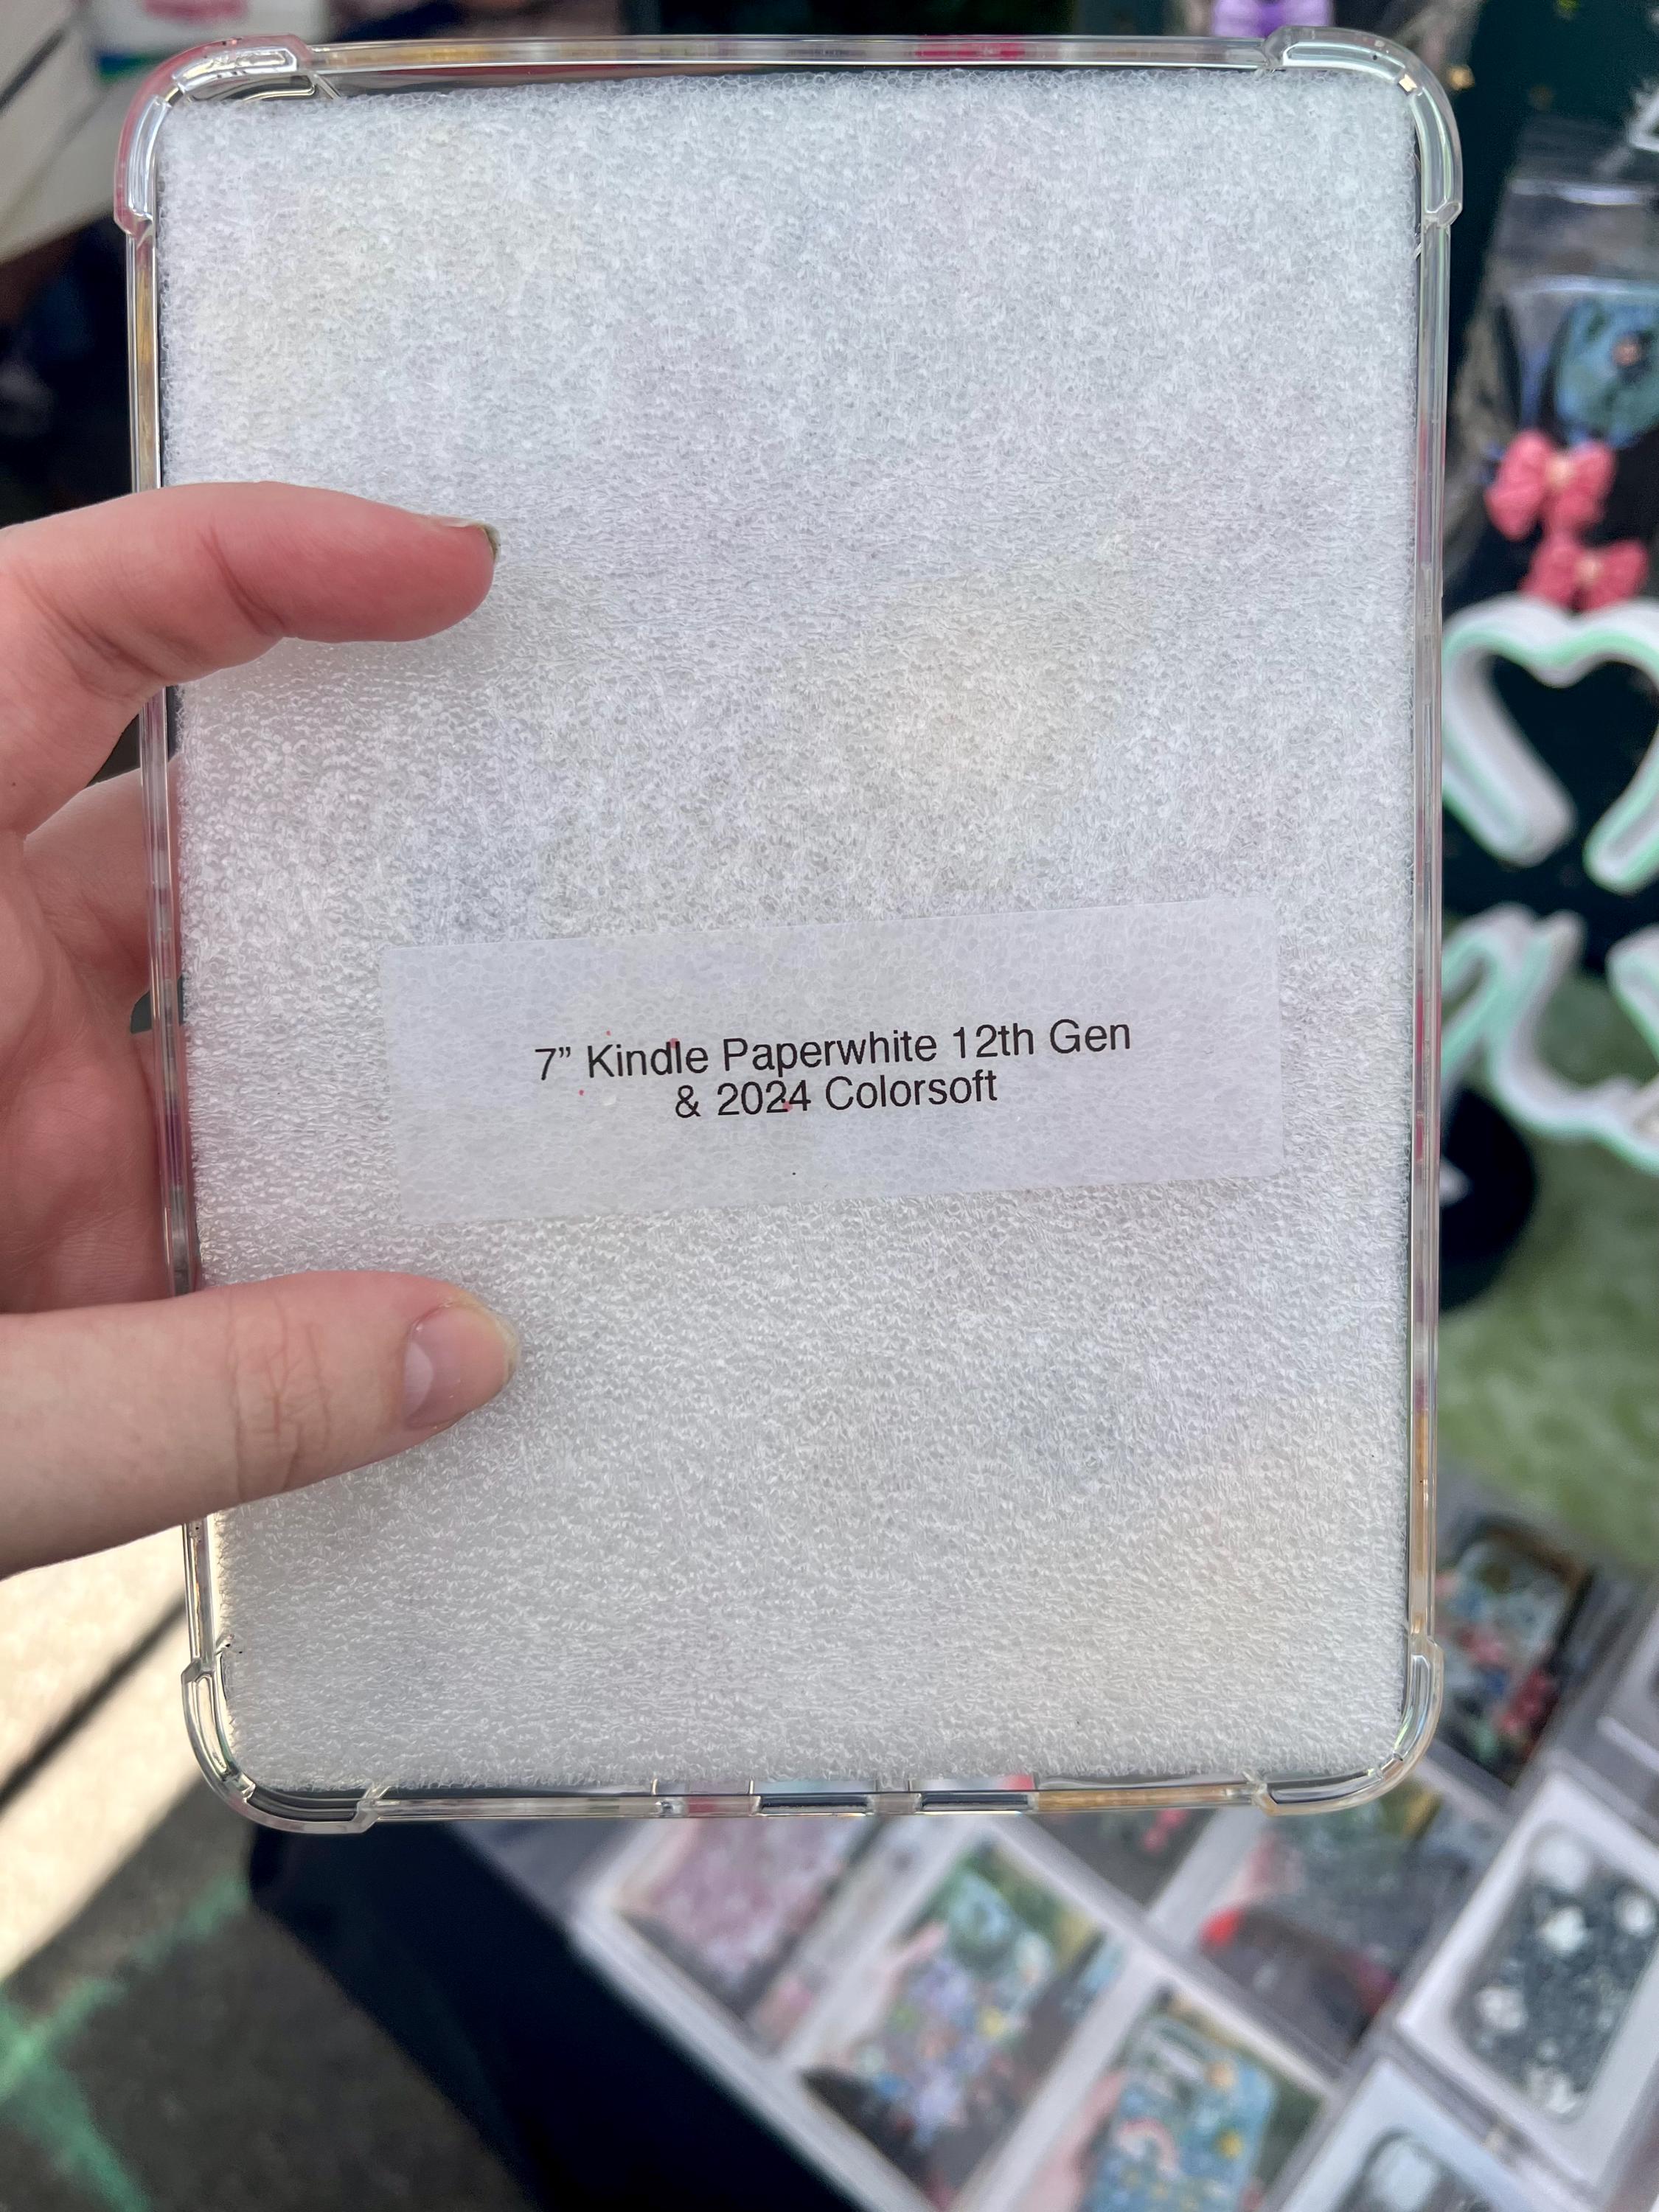 7” Kindle Paperwhite 12th Gen
& 2024 Colorsoft